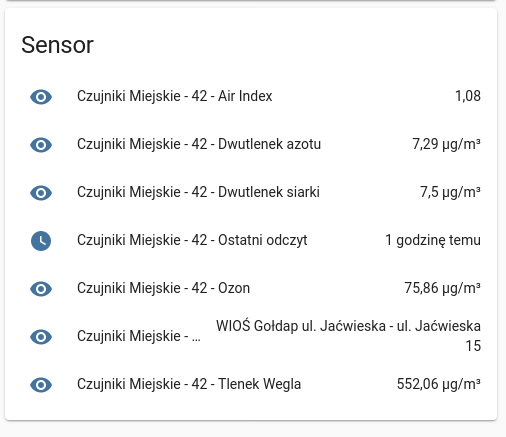 Sensor
Czujniki Miejskie - 42 - Air Index 1,08
Czujniki Miejskie - 42 - Dwutlenek azotu 7,29 µg/m³
Czujniki Miejskie - 42 - Dwutlenek siarki 7,5 µg/m³
Czujniki Miejskie - 42 - Ostatni odczyt 1 godzinę temu
Czujniki Miejskie - 42 - Ozon 75,86 µg/m³
Czujniki Miejskie - ... WIOŚ Gołdap ul. Jaćwieska - ul. Jaćwieska
15
Czujniki Miejskie - 42 - Tlenek Wegla 552,06 µg/m³